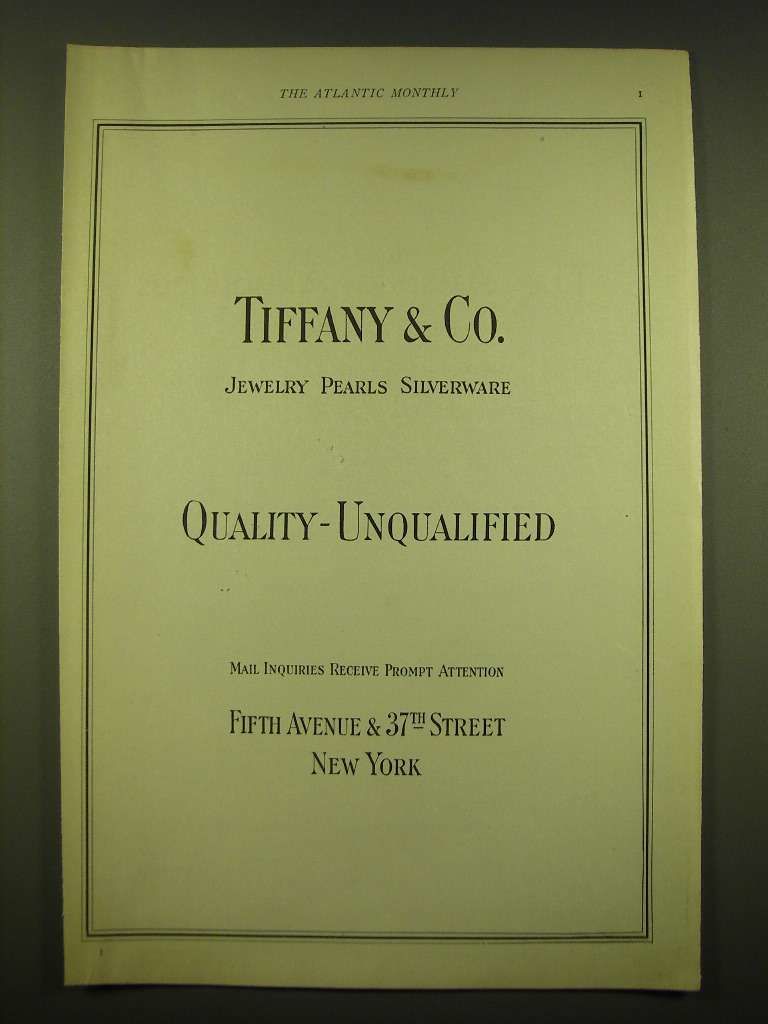 THE ATLANTIC MONTHLY 1
TIFFANY & CO.
JEWELRY PEARLS SILVERWARE
QUALITY-UNQUALIFIED
MAIL INQUIRIES RECEIVE PROMPT ATTENTION
FIFTH AVENUE & 37TH STREET
NEW YORK